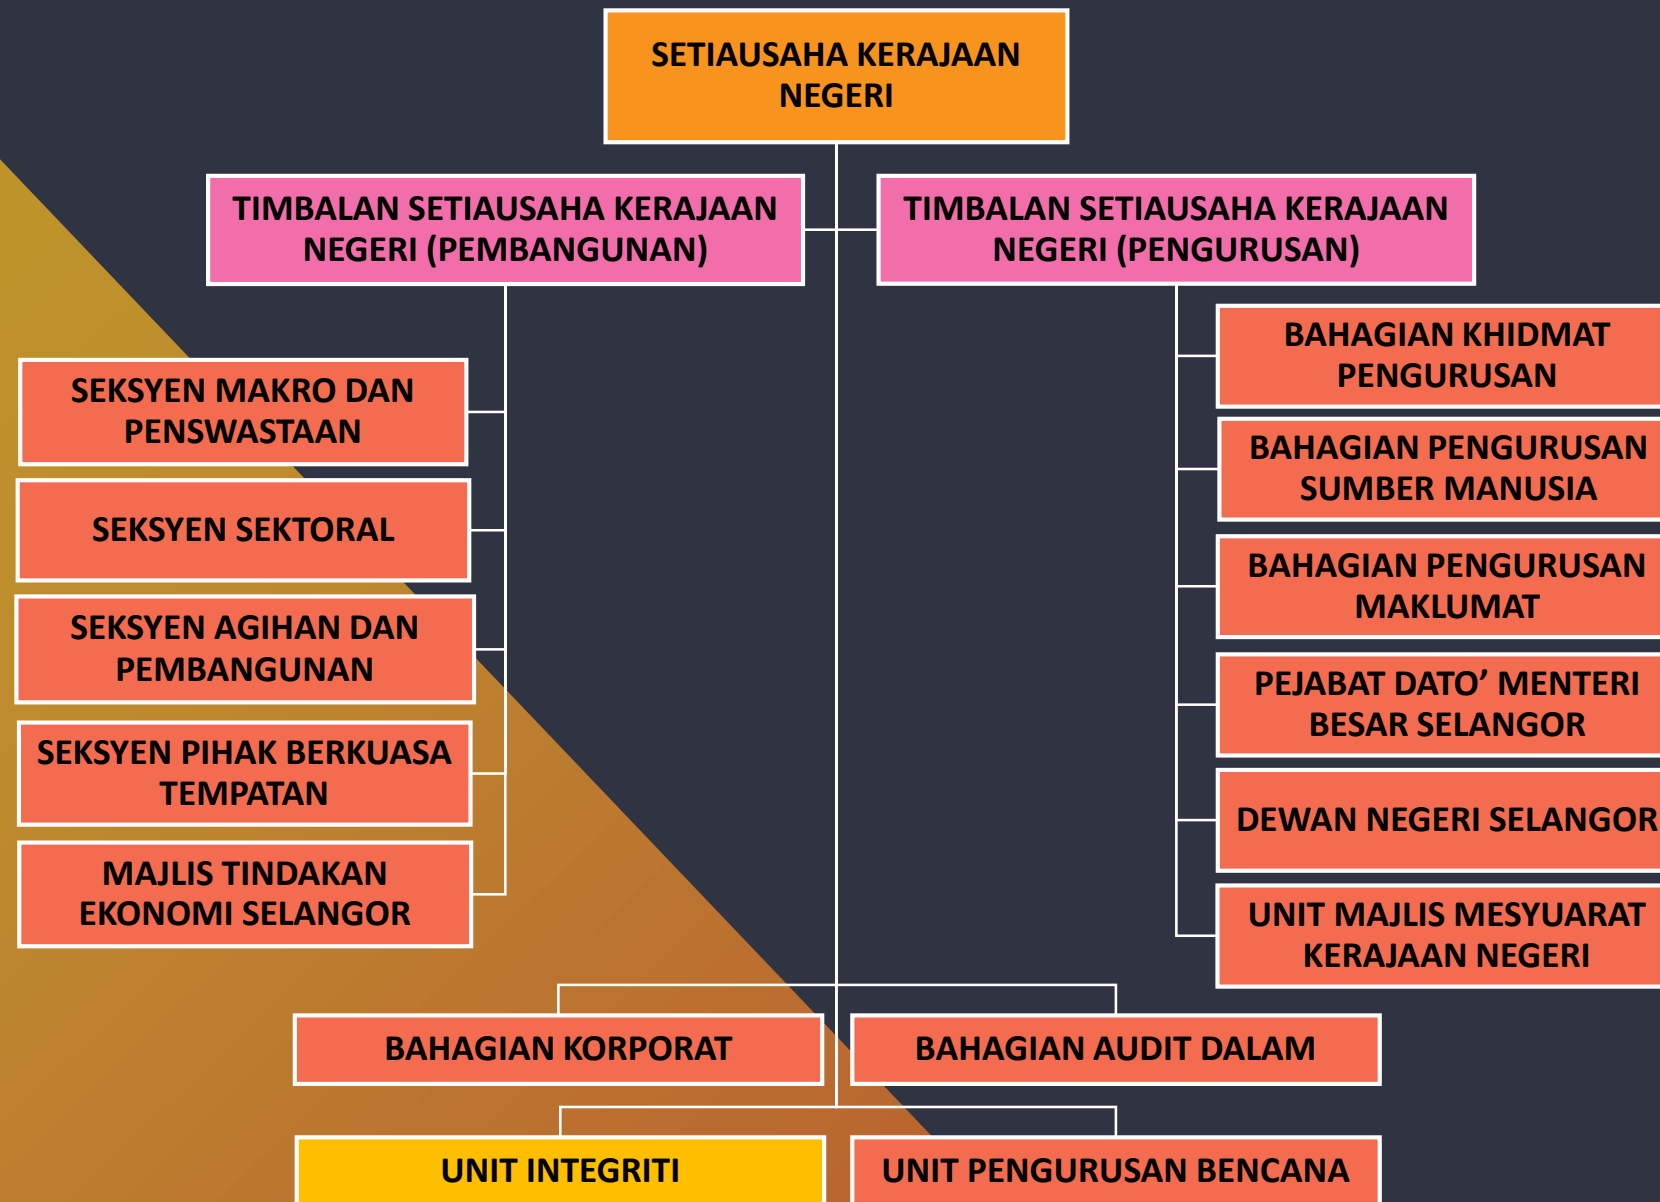 SETIAUSAHA KERAJAAN
NEGERI
TIMBALAN SETIAUSAHA KERAJAAN
NEGERI (PEMBANGUNAN)
TIMBALAN SETIAUSAHA KERAJAAN
NEGERI (PENGURUSAN)
SEKSYEN MAKRO DAN
PENSWASTAAN
SEKSYEN SEKTORAL
SEKSYEN AGIHAN DAN
PEMBANGUNAN
SEKSYEN PIHAK BERKUASA
TEMPATAN
MAJLIS TINDAKAN
EKONOMI SELANGOR
BAHAGIAN KHIDMAT
PENGURUSAN
BAHAGIAN PENGURUSAN
SUMBER MANUSIA
BAHAGIAN PENGURUSAN
MAKLUMAT
PEJABAT DATO’ MENTERI
BESAR SELANGOR
DEWAN NEGERI SELANGOR
UNIT MAJLIS MESYUARAT
KERAJAAN NEGERI
BAHAGIAN KORPORAT
BAHAGIAN AUDIT DALAM
UNIT INTEGRITI
UNIT PENGURUSAN BENCANA